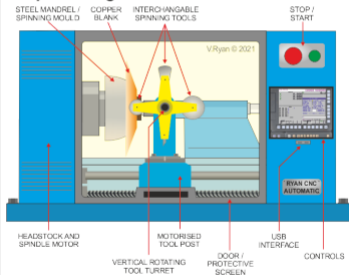 STEEL MANDREL /
SPINNING MOULD
COPPER
BLANK
INTERCHANGABLE
SPINNING TOOLS
STOP /
START
V.Ryan © 2021
RYAN CNC
AUTOMATIC
HEADSTOCK AND
SPINDLE MOTOR
VERTICAL ROTATING
TOOL TURRET
MOTORISED
TOOL POST
DOOR /
PROTECTIVE
SCREEN
USB
INTERFACE
CONTROLS